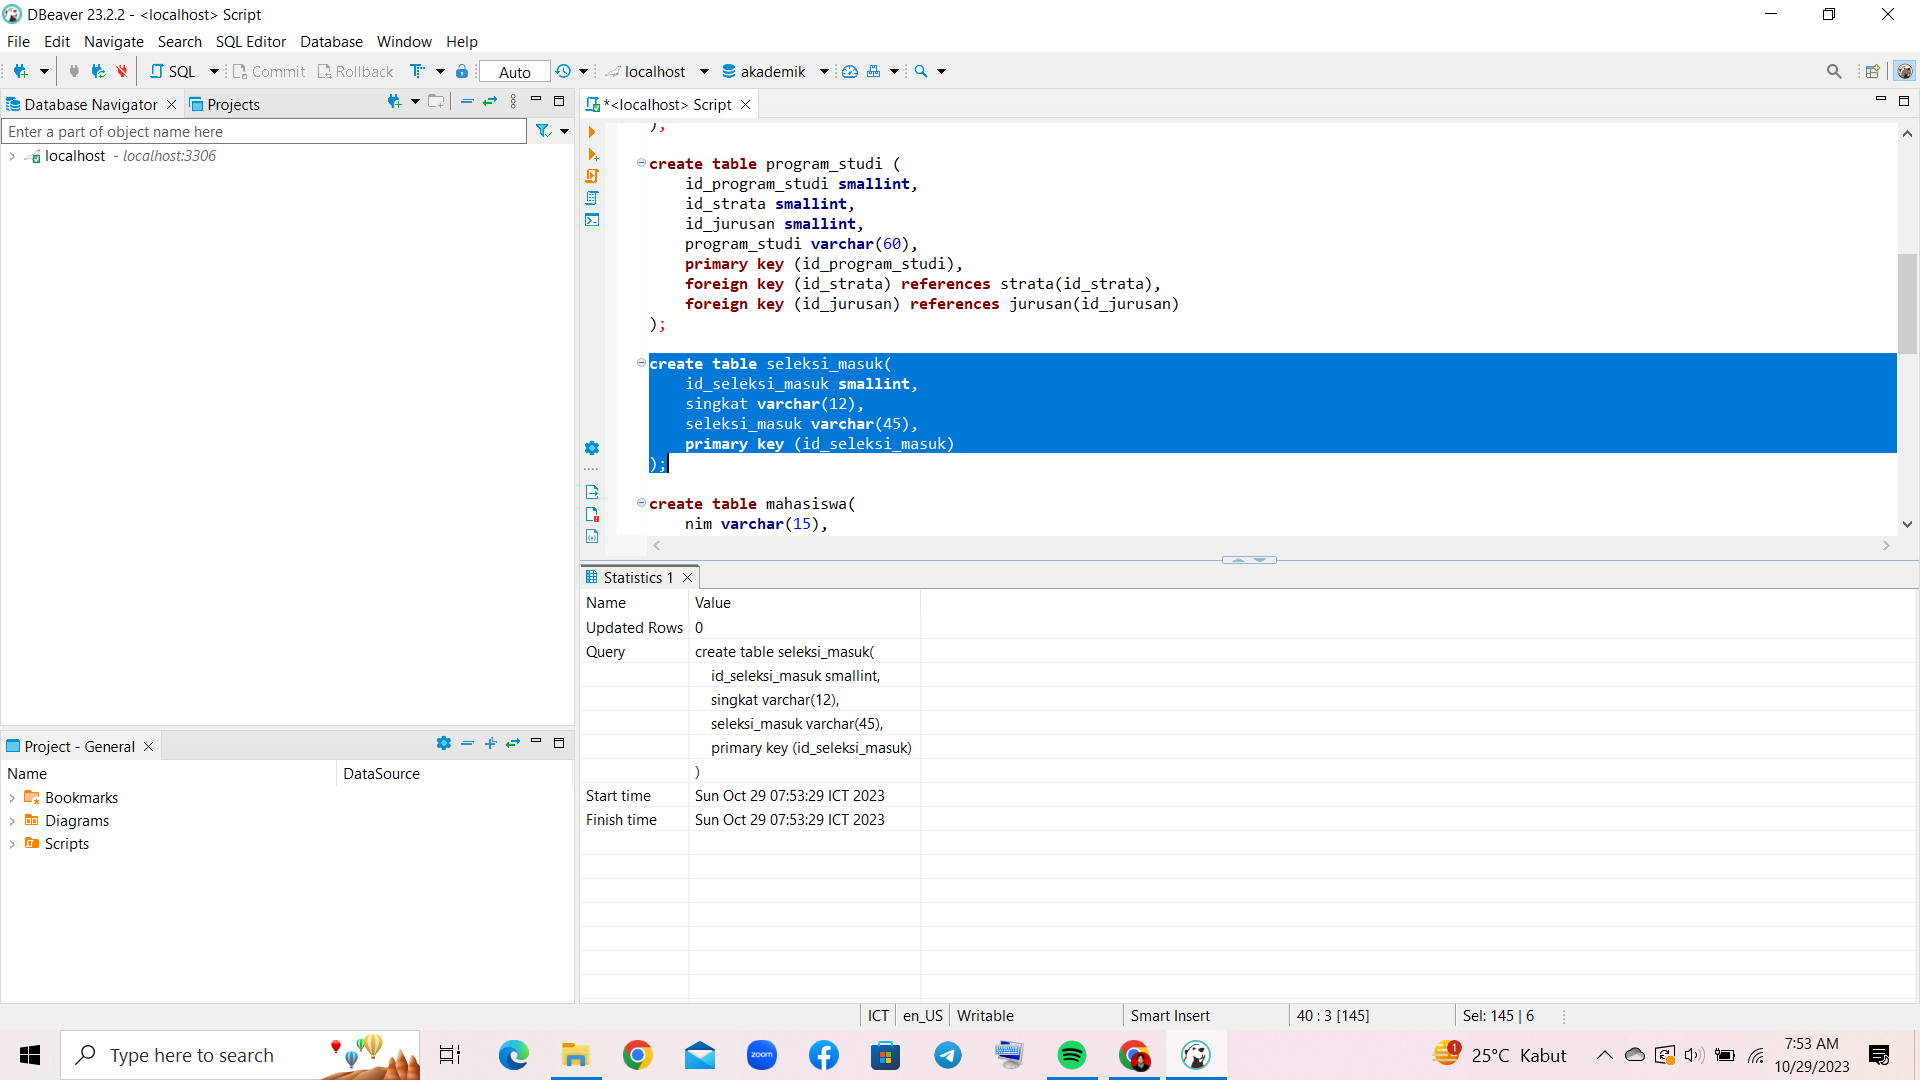 DBeaver 23.2.2 - <localhost> Script
File Edit Navigate Search SQL Editor Database Window Help
SQL Commit Rollback Auto localhost akademik
Database Navigator Projects
Enter a part of object name here
localhost - localhost:3306
*<localhost> Script
);
create table program_studi (
id_program_studi smallint,
id_strata smallint,
id_jurusan smallint,
program_studi varchar(60),
primary key (id_program_studi),
foreign key (id_strata) references strata(id_strata),
foreign key (id_jurusan) references jurusan(id_jurusan)
);
create table seleksi_masuk(
id_seleksi_masuk smallint,
singkat varchar(12),
seleksi_masuk varchar(45),
primary key (id_seleksi_masuk)
);
create table mahasiswa(
nim varchar(15),
Statistics 1
Name Value
Updated Rows 0
Query create table seleksi_masuk(
id_seleksi_masuk smallint,
singkat varchar(12),
seleksi_masuk varchar(45),
primary key (id_seleksi_masuk)
)
Start time Sun Oct 29 07:53:29 ICT 2023
Finish time Sun Oct 29 07:53:29 ICT 2023
Project - General
Name DataSource
Bookmarks
Diagrams
Scripts
ICT en_US Writable Smart Insert 40 : 3 [145] Sel: 145 | 6
Type here to search
zoom
1
25°C Kabut
7:53 AM
10/29/2023